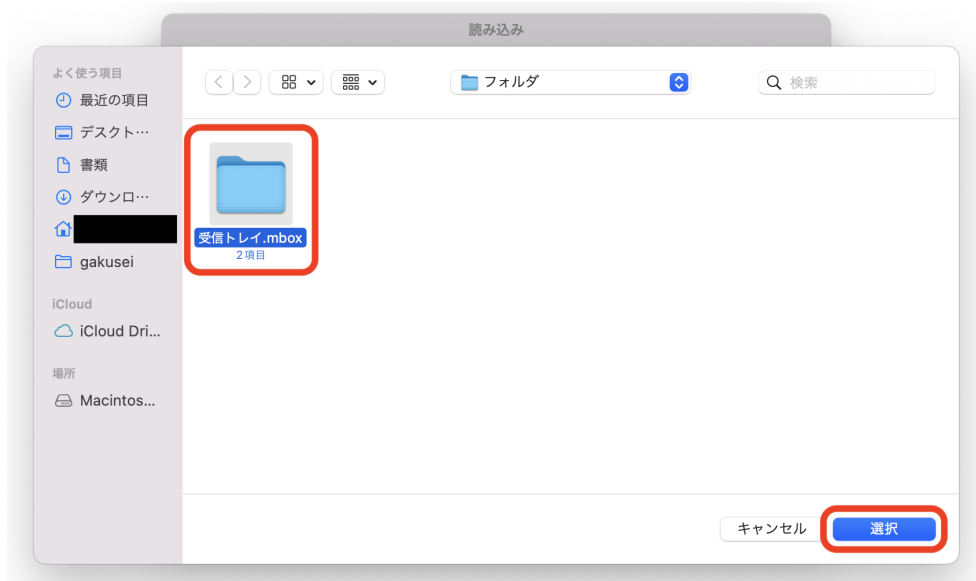 読み込み
よく使う項目
最近の項目
デスクト…
書類
ダウンロ…
gakusei
iCloud
iCloud Dri...
場所
Macintos...
フォルダ
検索
受信トレイ.mbox
2項目
キャンセル
選択